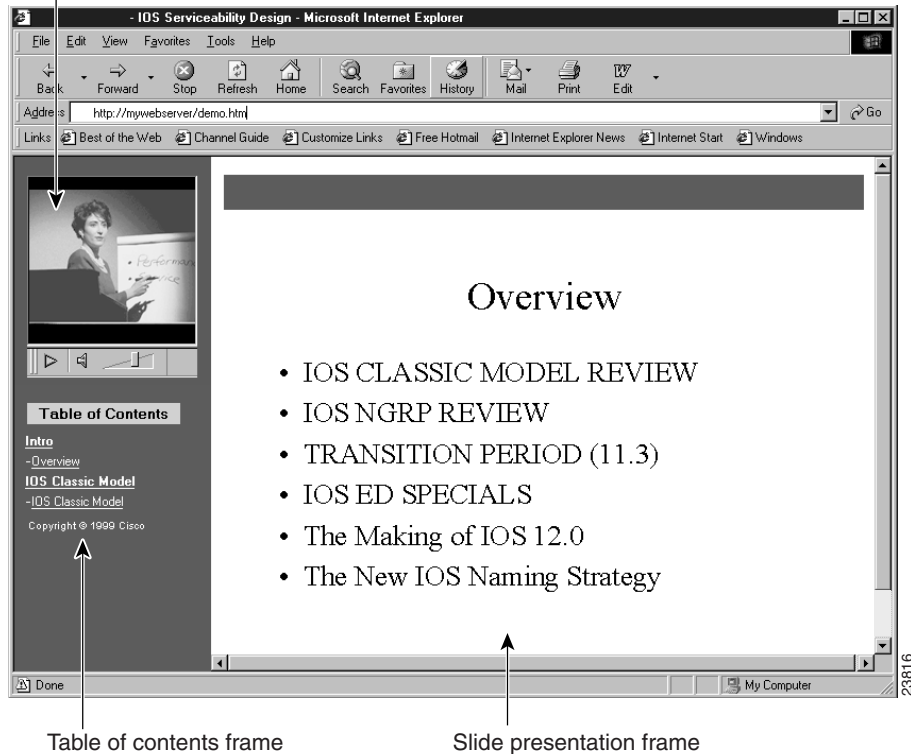 - IOS Serviceability Design - Microsoft Internet Explorer
File Edit View Favorites Tools Help
Back Forward Stop Refresh Home Search Favorites History Mail Print Edit
Address http://mywebserver/demo.htm Go
Links Best of the Web Channel Guide Customize Links Free Hotmail Internet Explorer News Internet Start Windows
• Performan
Service
Table of Contents
Intro
-Overview
IOS Classic Model
-IOS Classic Model
Copyright © 1999 Cisco
Overview
• IOS CLASSIC MODEL REVIEW
• IOS NGRP REVIEW
• TRANSITION PERIOD (11.3)
• IOS ED SPECIALS
• The Making of IOS 12.0
• The New IOS Naming Strategy
Done My Computer
23816
Table of contents frame Slide presentation frame